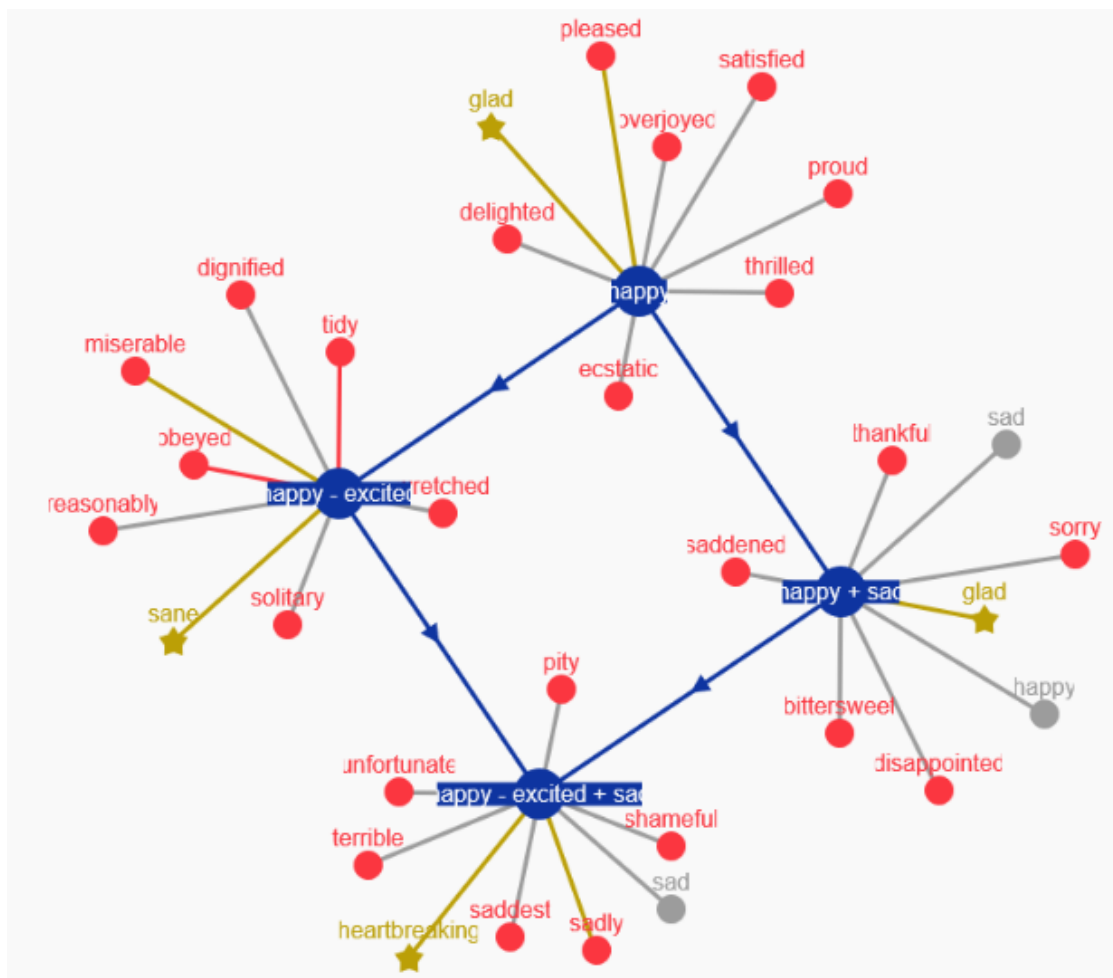 pleased
satisfied
glad
overjoyed
proud
delighted
thrilled
happy
ecstatic
dignified
tidy
miserable
obeyed
happy - excited
wretched
reasonably
sane
solitary
sad
thankful
sorry
saddened
happy + sad
glad
happy
bittersweet
disappointed
pity
unfortunate
happy - excited + sad
shameful
terrible
sad
saddest
sadly
heartbreaking